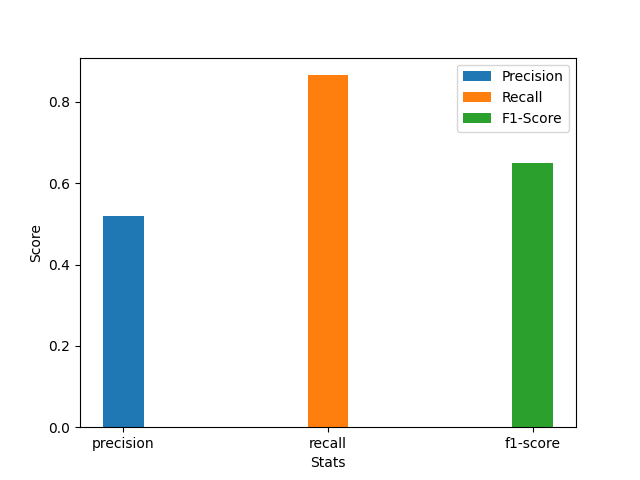 Precision
Recall
F1-Score
0.8
0.6
0.4
0.2
0.0
Score
precision recall f1-score
Stats